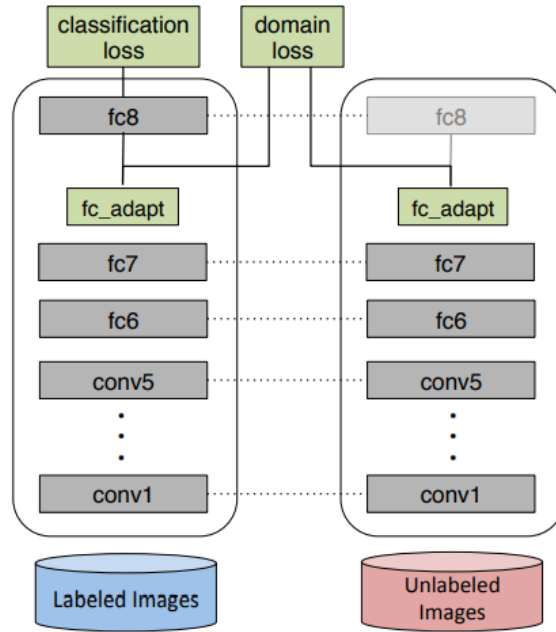 classification
loss
domain
loss
fc8
fc8
fc_adapt
fc_adapt
fc7
fc7
fc6
fc6
conv5
conv5
conv1
conv1
Labeled Images
Unlabeled
Images